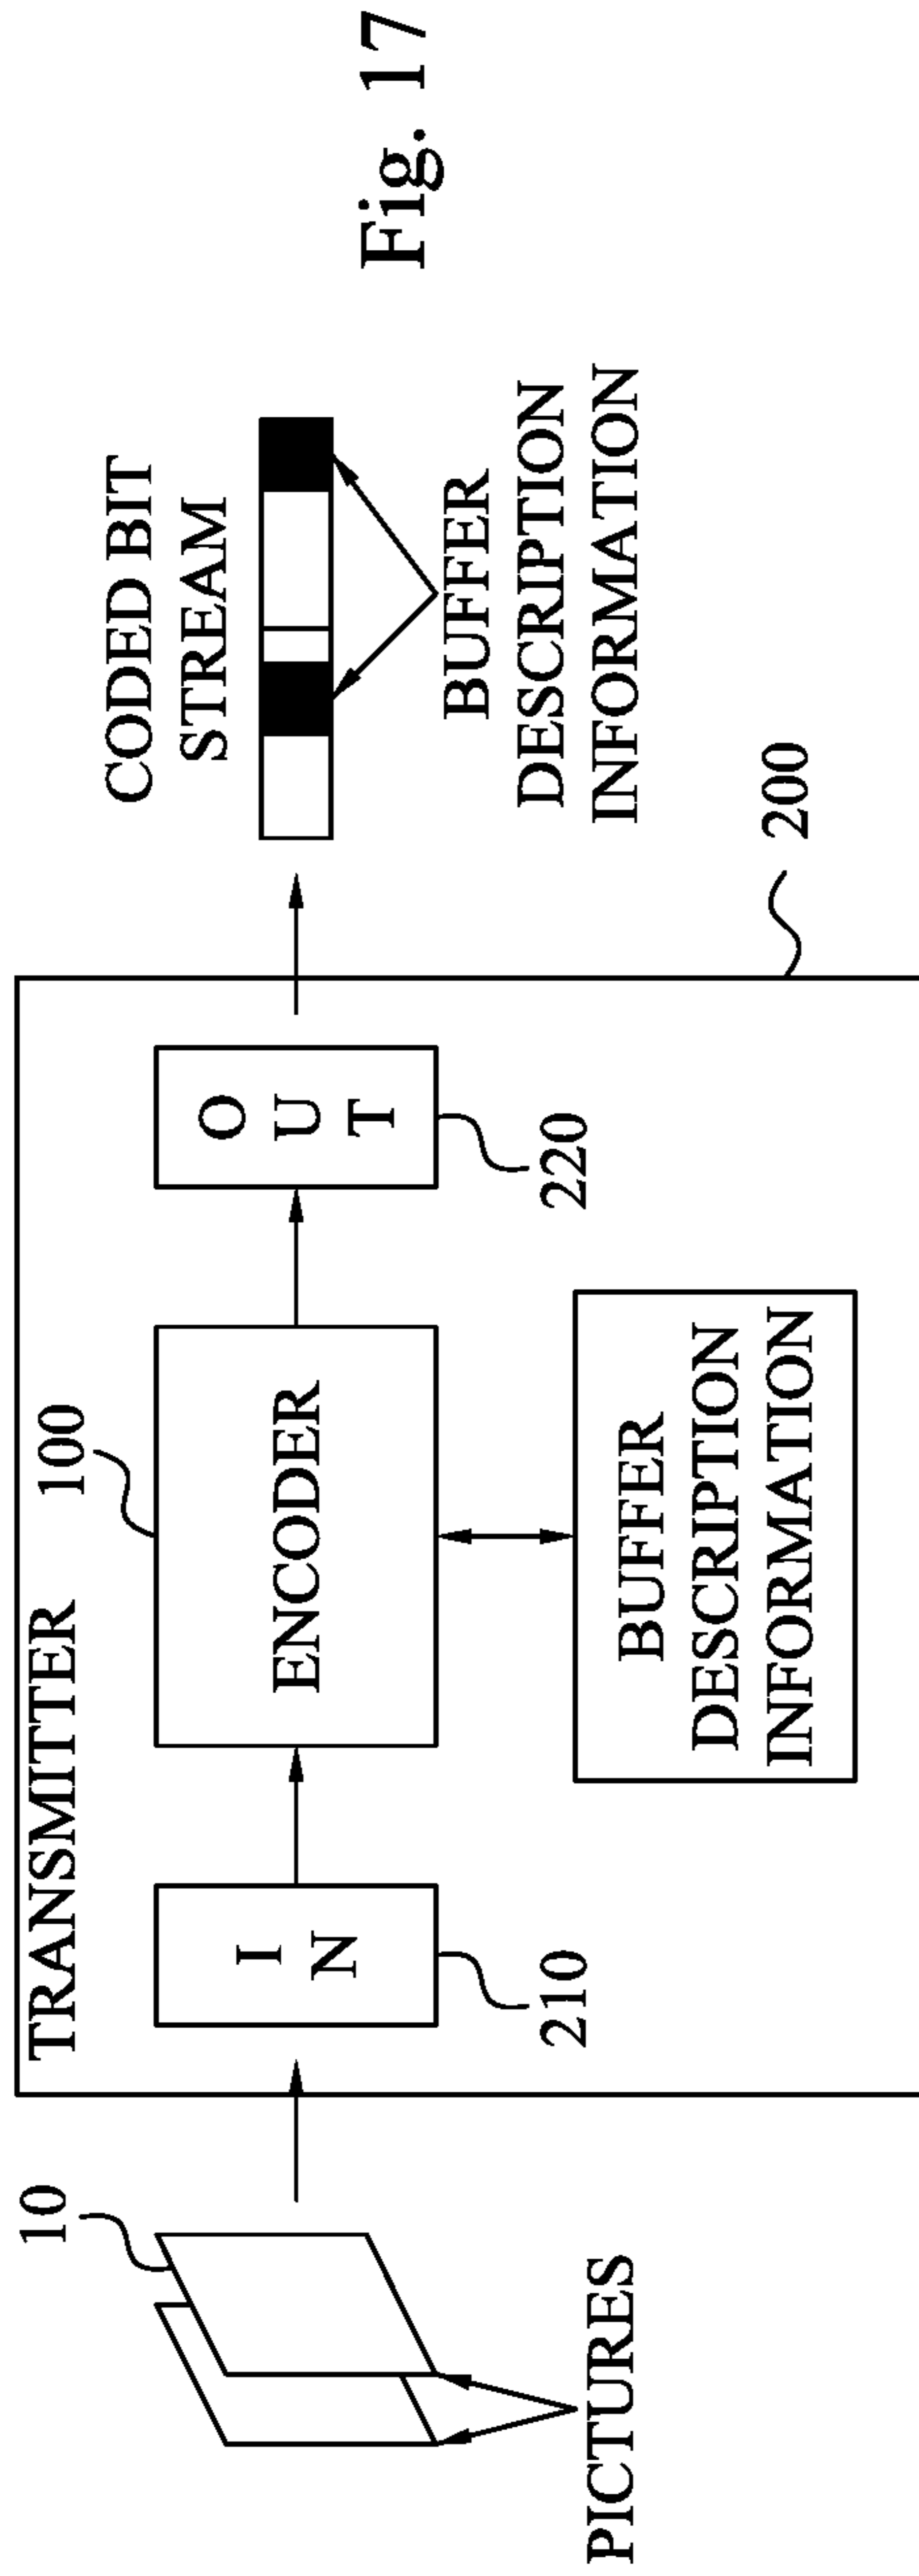 10
PICTURES
TRANSMITTER
I
N
210
100
ENCODER
BUFFER
DESCRIPTION
INFORMATION
O
U
T
220
200
CODED BIT
STREAM
BUFFER
DESCRIPTION
INFORMATION
Fig. 17